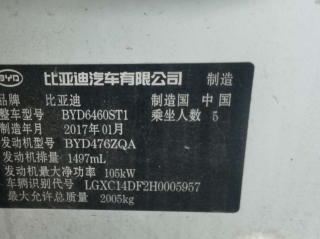 BYD 比亚迪汽车有限公司 制造
品牌 比亚迪 制造国 中国
整车型号 BYD6460ST1 乘坐人数 5
制造年月 2017年01月
发动机型号 BYD476ZQA
发动机排量 1497mL
发动机最大净功率 105kW
车辆识别代号 LGXC14DF2H0005957
最大允许总质量 2005kg